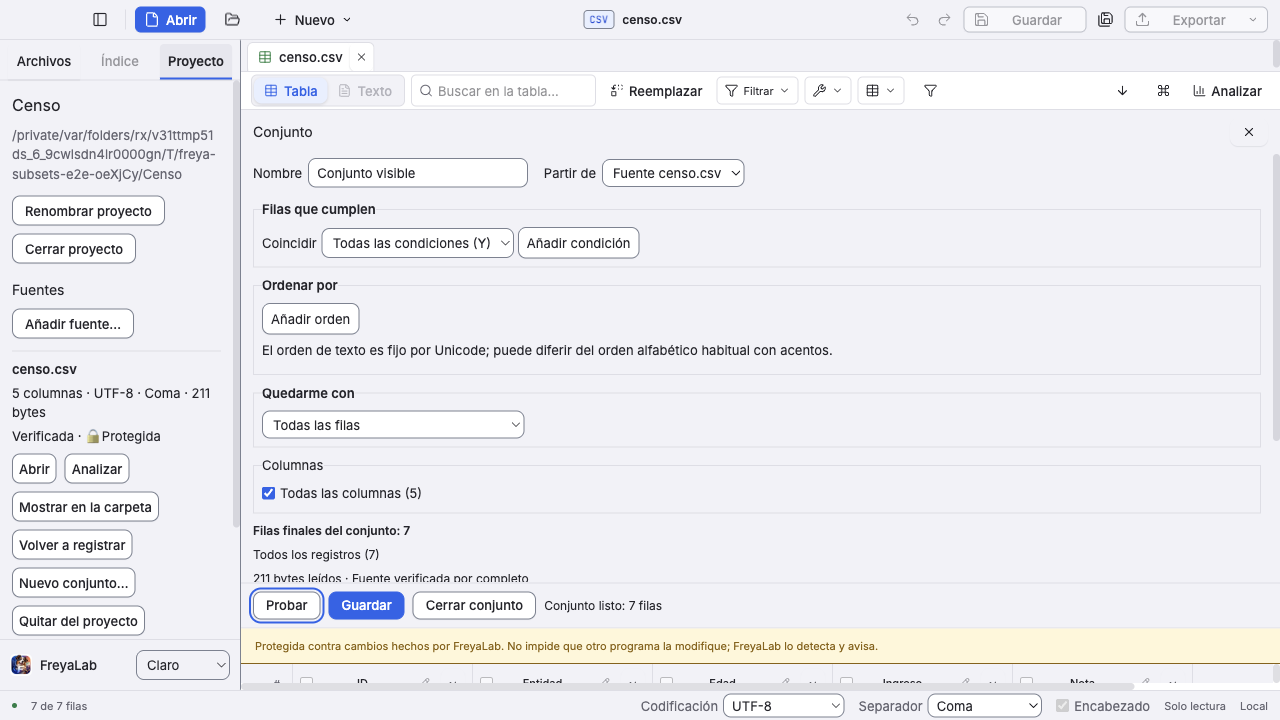 Abrir
Nuevo
CSV censo.csv
Guardar
Exportar
Archivos Índice Proyecto
censo.csv
Tabla Texto
Buscar en la tabla...
Reemplazar
Filtrar
Analizar
Censo
/private/var/folders/rx/v31ttmp51
ds_6_9cwlsdn4lr0000gn/T/freya-
subsets-e2e-oeXjCy/Censo
Renombrar proyecto
Cerrar proyecto
Fuentes
Añadir fuente...
censo.csv
5 columnas · UTF-8 · Coma · 211
bytes
Verificada · Protegida
Abrir Analizar
Mostrar en la carpeta
Volver a registrar
Nuevo conjunto...
Quitar del proyecto
FreyaLab Claro
Conjunto
Nombre Conjunto visible Partir de Fuente censo.csv
Filas que cumplen
Coincidir Todas las condiciones (Y) Añadir condición
Ordenar por
Añadir orden
El orden de texto es fijo por Unicode; puede diferir del orden alfabético habitual con acentos.
Quedarme con
Todas las filas
Columnas
Todas las columnas (5)
Filas finales del conjunto: 7
Todos los registros (7)
211 bytes leídos · Fuente verificada por completo
Probar Guardar Cerrar conjunto Conjunto listo: 7 filas
Protegida contra cambios hechos por FreyaLab. No impide que otro programa la modifique; FreyaLab lo detecta y avisa.
# ID Entidad Edad Ingreso Nota
7 de 7 filas
Codificación UTF-8 Separador Coma Encabezado Solo lectura Local